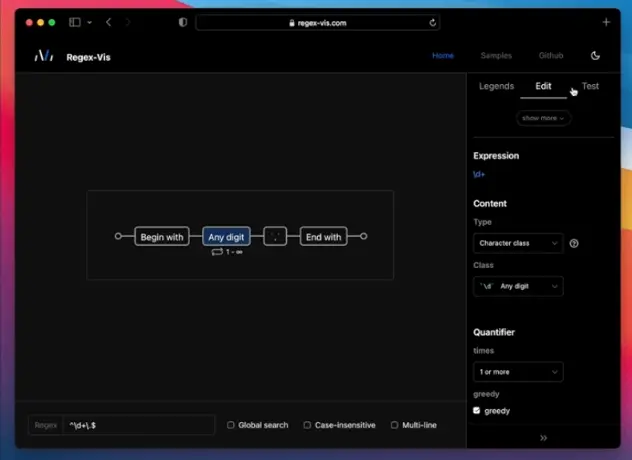 regex-vis.com
Regex-Vis
Home Samples Github
Legends Edit Test
show more
Expression
\d+
Content
Type
Character class
Class
`\d` Any digit
Begin with Any digit `.` End with
1 - ∞
Quantifier
times
1 or more
greedy
greedy
Regex ^\d+\.$ Global search Case-insensitive Multi-line